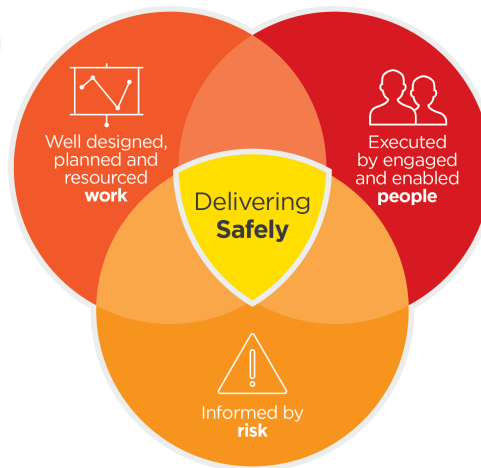 Well designed,
planned and
resourced
work
Executed
by engaged
and enabled
people
Delivering
Safely
Informed by
risk